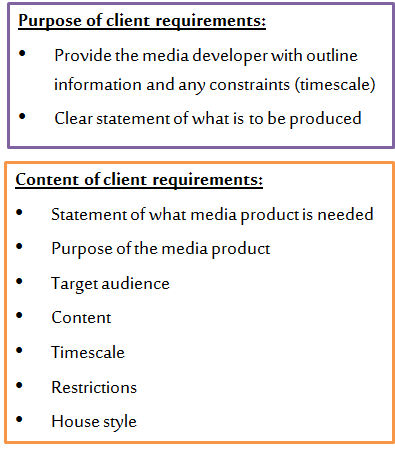 Purpose of client requirements:
• Provide the media developer with outline
information and any constraints (timescale)
• Clear statement of what is to be produced
Content of client requirements:
• Statement of what media product is needed
• Purpose of the media product
• Target audience
• Content
• Timescale
• Restrictions
• House style